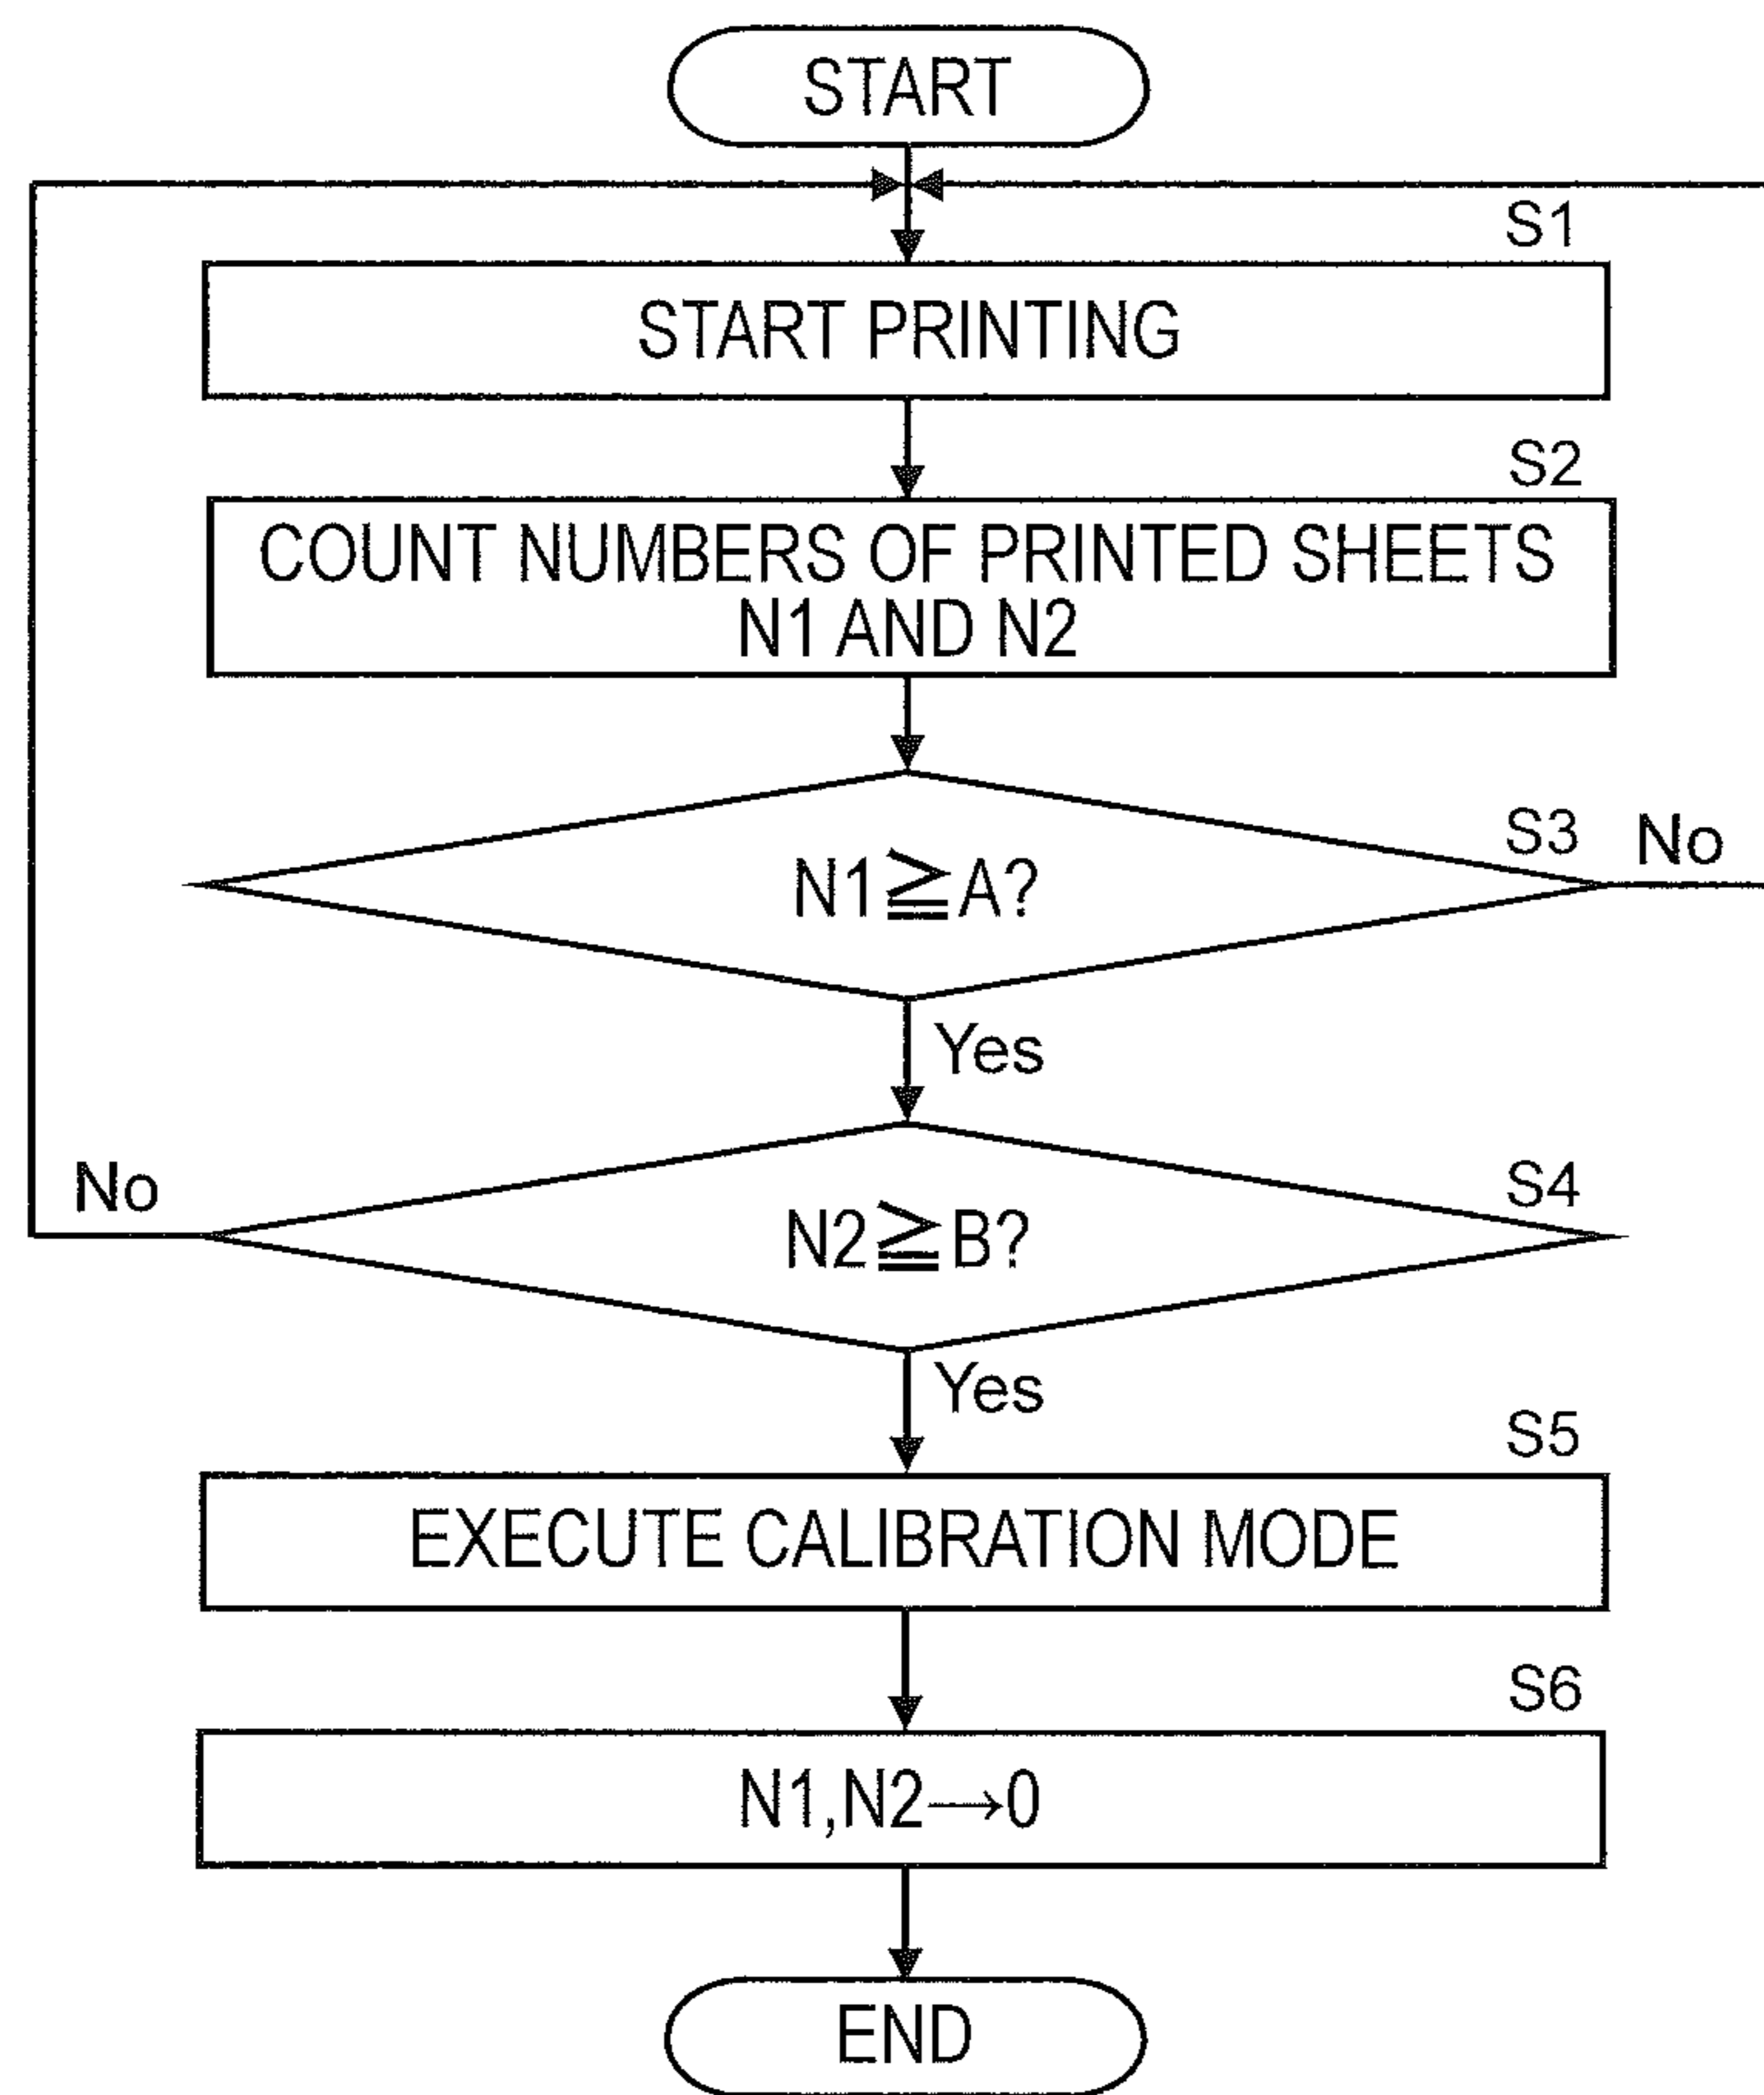 START
S1
START PRINTING
S2
COUNT NUMBERS OF PRINTED SHEETS
N1 AND N2
S3
No
N1≧A?
Yes
No
S4
N2≧B?
Yes
S5
EXECUTE CALIBRATION MODE
S6
N1,N2→0
END